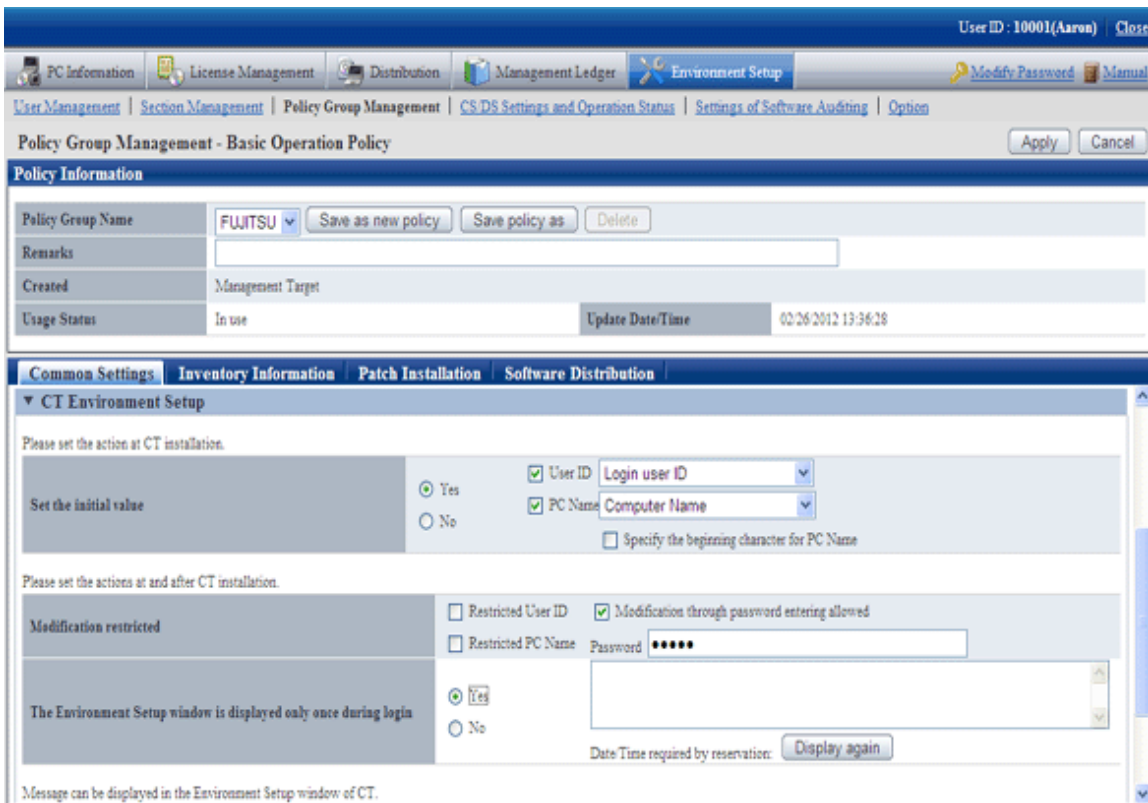 User ID : 10001(Aaron) Close
PC Information License Management Distribution Management Ledger Environment Setup Modify Password Manual
User Management | Section Management | Policy Group Management | CS/DS Settings and Operation Status | Settings of Software Auditing | Option
Policy Group Management - Basic Operation Policy Apply Cancel
Policy Information
Policy Group Name FUJITSU Save as new policy Save policy as Delete
Remarks
Created Management Target
Usage Status In use Update Date/Time 02/26/2012 13:36:28
Common Settings Inventory Information Patch Installation Software Distribution
▼ CT Environment Setup
Please set the action at CT installation.
Set the initial value Yes No User ID Login user ID
PC Name Computer Name
Specify the beginning character for PC Name
Please set the actions at and after CT installation.
Modification restricted Restricted User ID Modification through password entering allowed
Restricted PC Name Password •••••
The Environment Setup window is displayed only once during login Yes No
Date/Time required by reservation: Display again
Message can be displayed in the Environment Setup window of CT.